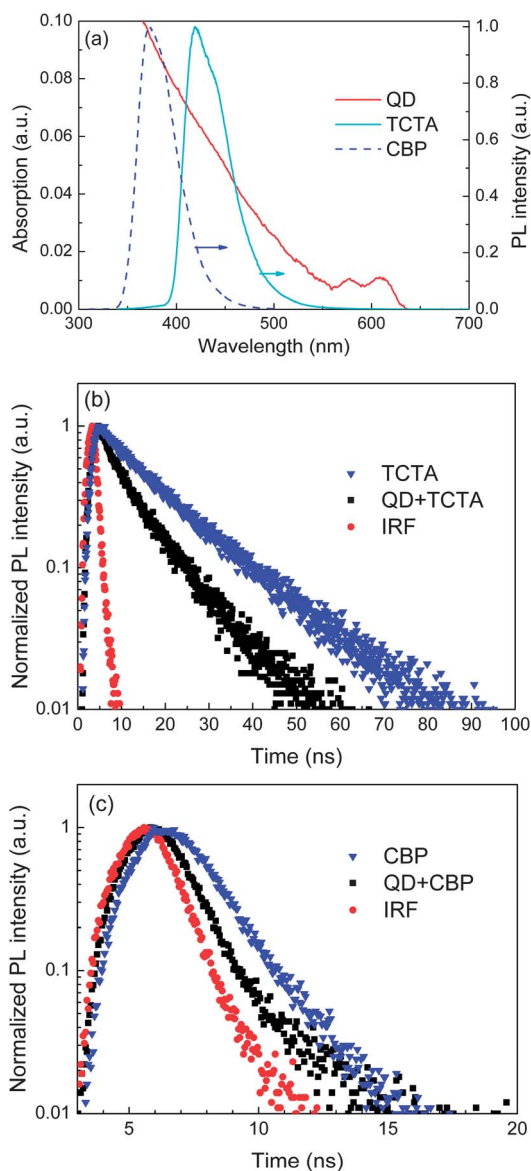 (a)
Absorption (a.u.)
0.10
0.08
0.06
0.04
0.02
0.00
QD
TCTA
CBP
1.0
0.8
0.6
0.4
0.2
0.0
PL intensity (a.u.)
300 400 500 600 700
Wavelength (nm)
(b)
Normalized PL intensity (a.u.)
1
0.1
0.01
TCTA
QD+TCTA
IRF
0 10 20 30 40 50 60 70 80 90 100
Time (ns)
(c)
Normalized PL intensity (a.u.)
1
0.1
0.01
CBP
QD+CBP
IRF
5 10 15 20
Time (ns)